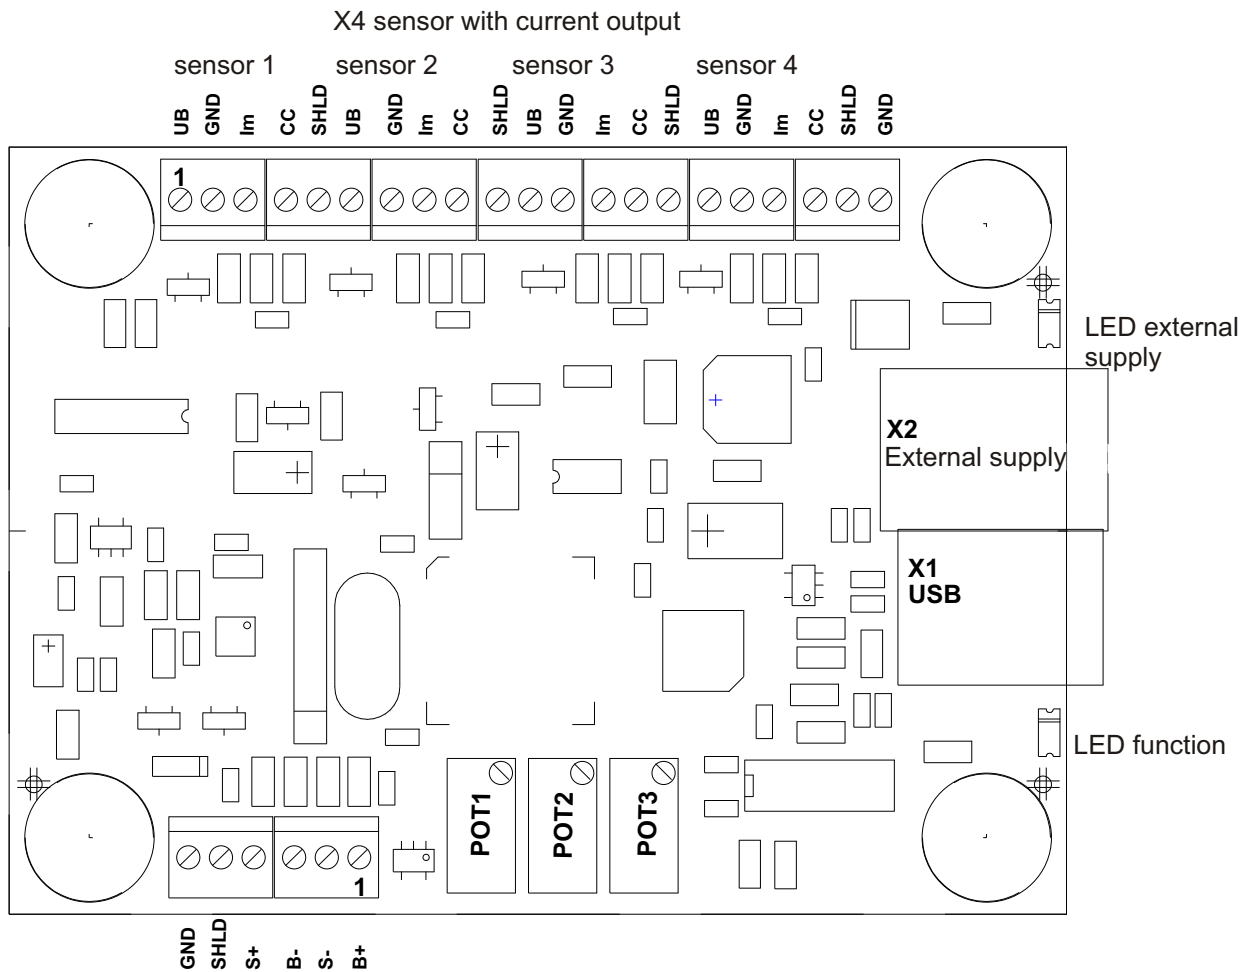 X4 sensor with current output
sensor 1 sensor 2 sensor 3 sensor 4
UB GND Im CC SHLD UB GND Im CC SHLD UB GND Im CC SHLD UB GND Im CC SHLD GND
1
LED external
supply
X2
External supply
X1
USB
LED function
POT1 POT2 POT3
1
GND SHLD S+ B- S- B+